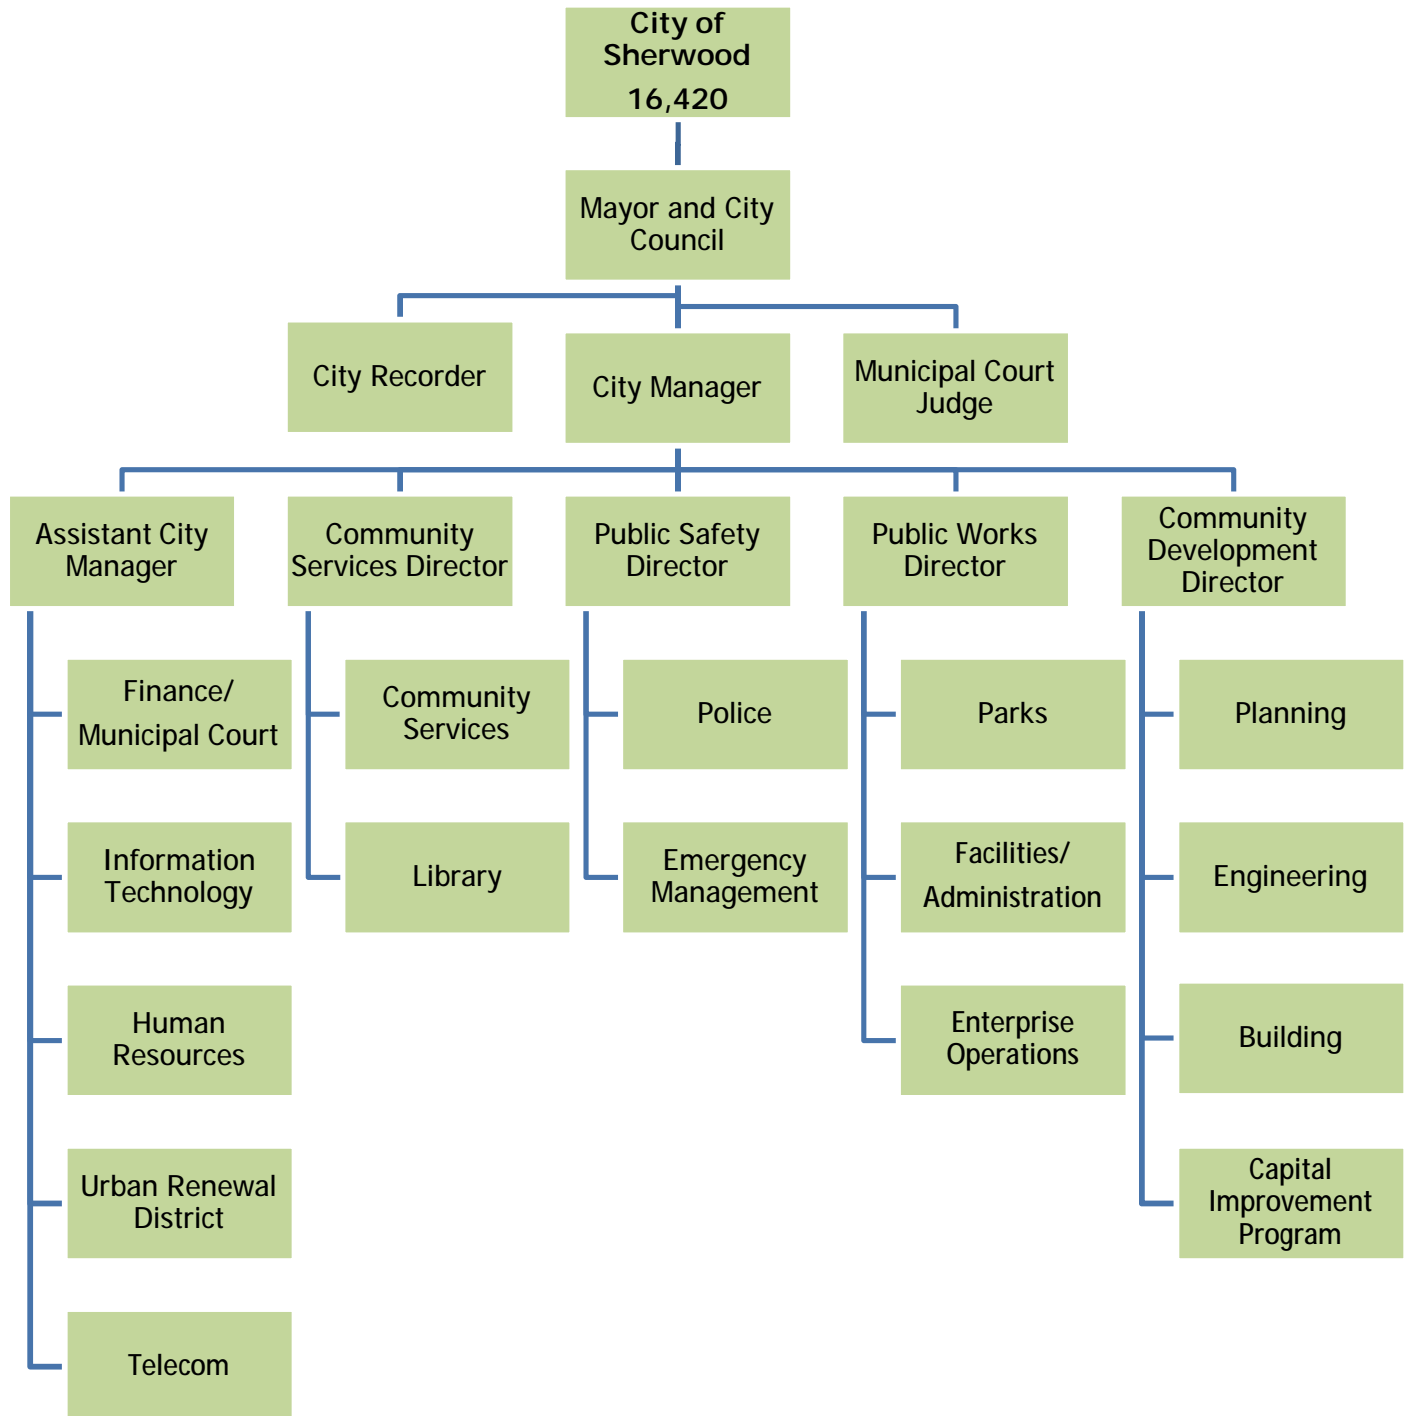 City of
Sherwood
16,420
Mayor and City
Council
City Recorder
City Manager
Municipal Court
Judge
Assistant City
Manager
Community
Services Director
Public Safety
Director
Public Works
Director
Community
Development
Director
Finance/
Municipal Court
Community
Services
Police
Parks
Planning
Information
Technology
Library
Emergency
Management
Facilities/
Administration
Engineering
Human
Resources
Enterprise
Operations
Building
Urban Renewal
District
Capital
Improvement
Program
Telecom